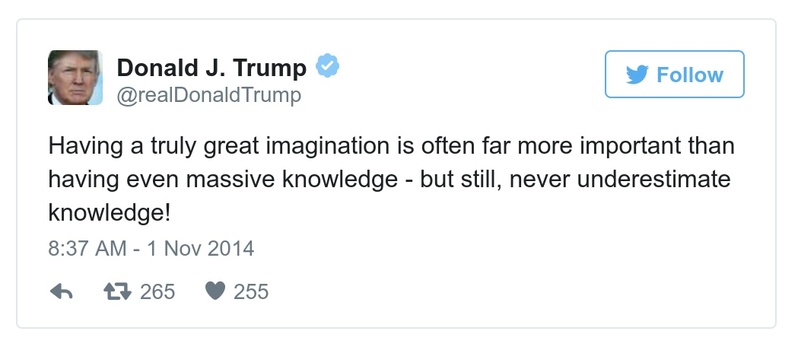 Donald J. Trump
@realDonaldTrump
Follow
Having a truly great imagination is often far more important than
having even massive knowledge - but still, never underestimate
knowledge!
8:37 AM - 1 Nov 2014
265 255